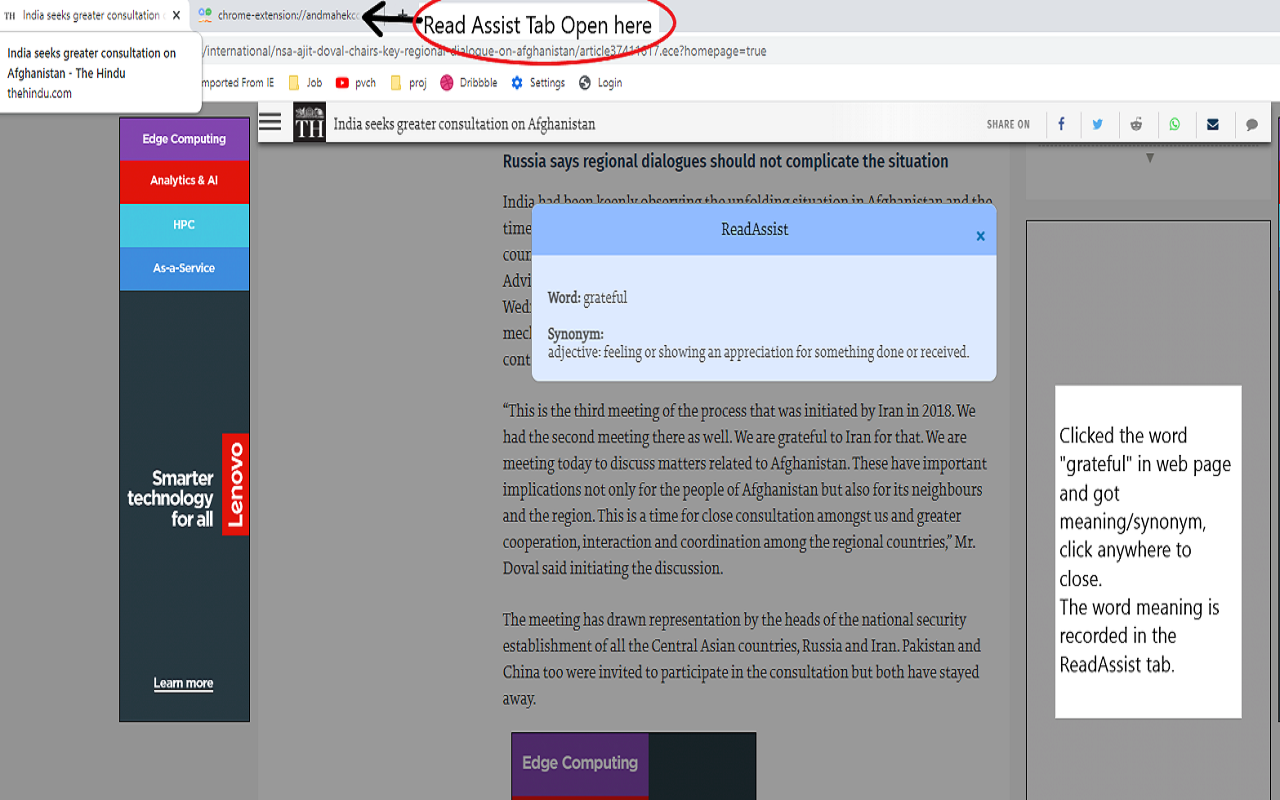 TH India seeks greater consultation
chrome-extension://andmahekc
Read Assist Tab Open here
India seeks greater consultation on
Afghanistan - The Hindu
thehindu.com
/international/nsa-ajit-doval-chairs-key-regional-dialogue-on-afghanistan/article37411617.ece?homepage=true
mported From IE
Job
pvch
proj
Dribbble
Settings
Login
TH
India seeks greater consultation on Afghanistan
SHARE ON
Edge Computing
Analytics & AI
HPC
As-a-Service
Smarter
technology
for all
Lenovo
Learn more
Russia says regional dialogues should not complicate the situation
India had been keenly observing the unfolding situation in Afghanistan and the
time
coun
Advi
Wedn
mech
cont
ReadAssist
x
Word: grateful
Synonym:
adjective: feeling or showing an appreciation for something done or received.
“This is the third meeting of the process that was initiated by Iran in 2018. We
had the second meeting there as well. We are grateful to Iran for that. We are
meeting today to discuss matters related to Afghanistan. These have important
implications not only for the people of Afghanistan but also for its neighbours
and the region. This is a time for close consultation amongst us and greater
cooperation, interaction and coordination among the regional countries,” Mr.
Doval said initiating the discussion.
The meeting has drawn representation by the heads of the national security
establishment of all the Central Asian countries, Russia and Iran. Pakistan and
China too were invited to participate in the consultation but both have stayed
away.
Edge Computing
Clicked the word
"grateful" in web page
and got
meaning/synonym,
click anywhere to
close.
The word meaning is
recorded in the
ReadAssist tab.